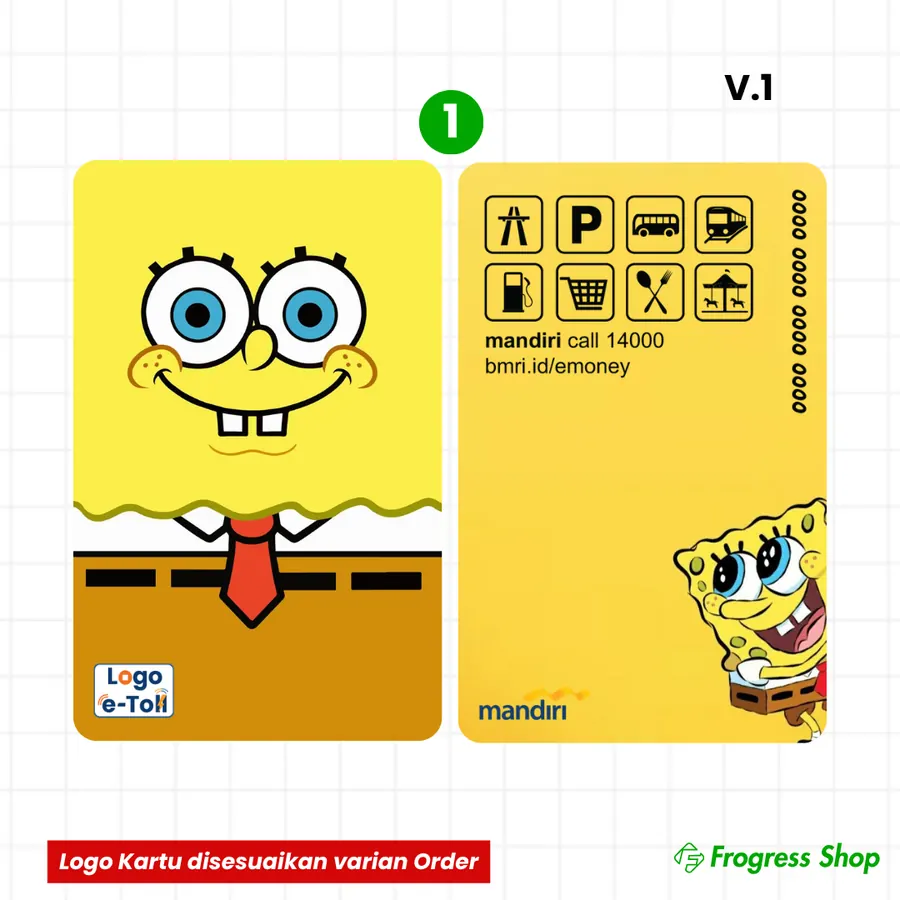 V.1
1
P
0000 0000 0000 0000
mandiri call 14000
bmri.id/emoney
Logo
e-Toll
mandiri
Logo Kartu disesuaikan varian Order
Frogress Shop